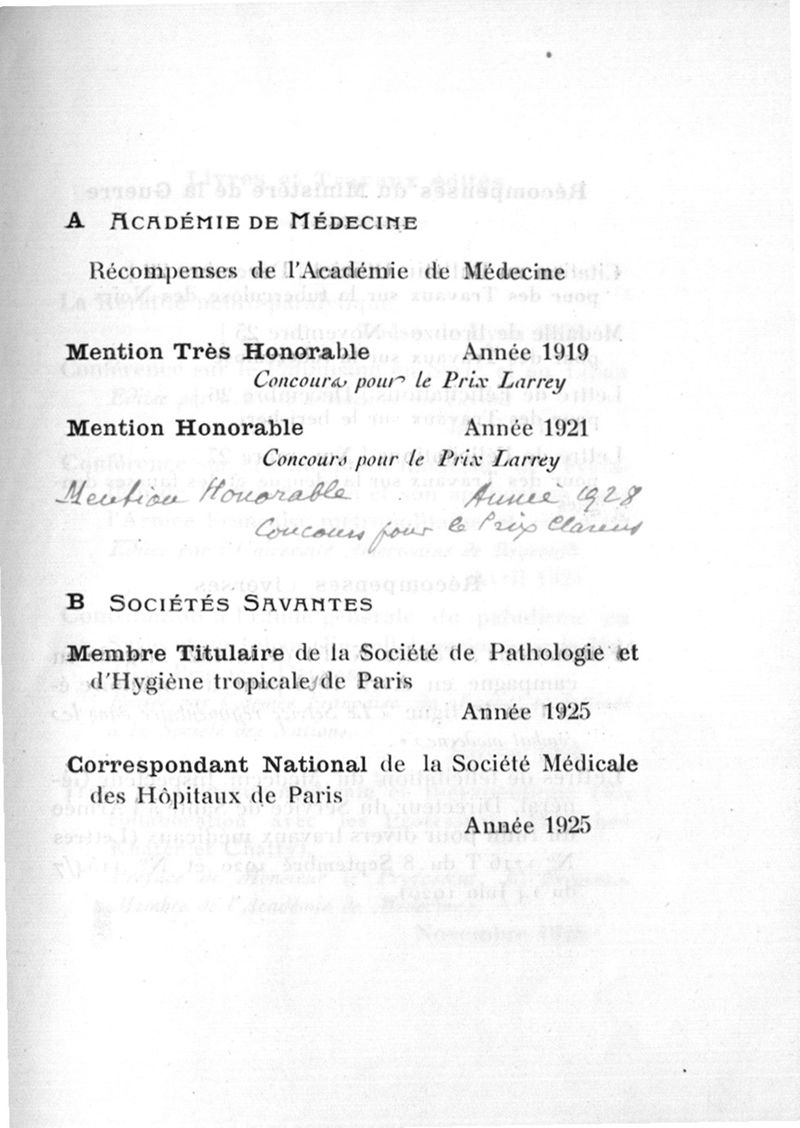 A ACADÉMIE DE MÉDECINE
Récompenses de l'Académie de Médecine
Mention Très Honorable Année 1919
Concours pour le Prix Larrey
Mention Honorable Année 1921
Concours pour le Prix Larrey
Mention Honorable Année 1928
Concours pour le Prix Clarens
B SOCIÉTÉS SAVANTES
Membre Titulaire de la Société de Pathologie et
d'Hygiène tropicales de Paris
Année 1925
Correspondant National de la Société Médicale
des Hôpitaux de Paris
Année 1925